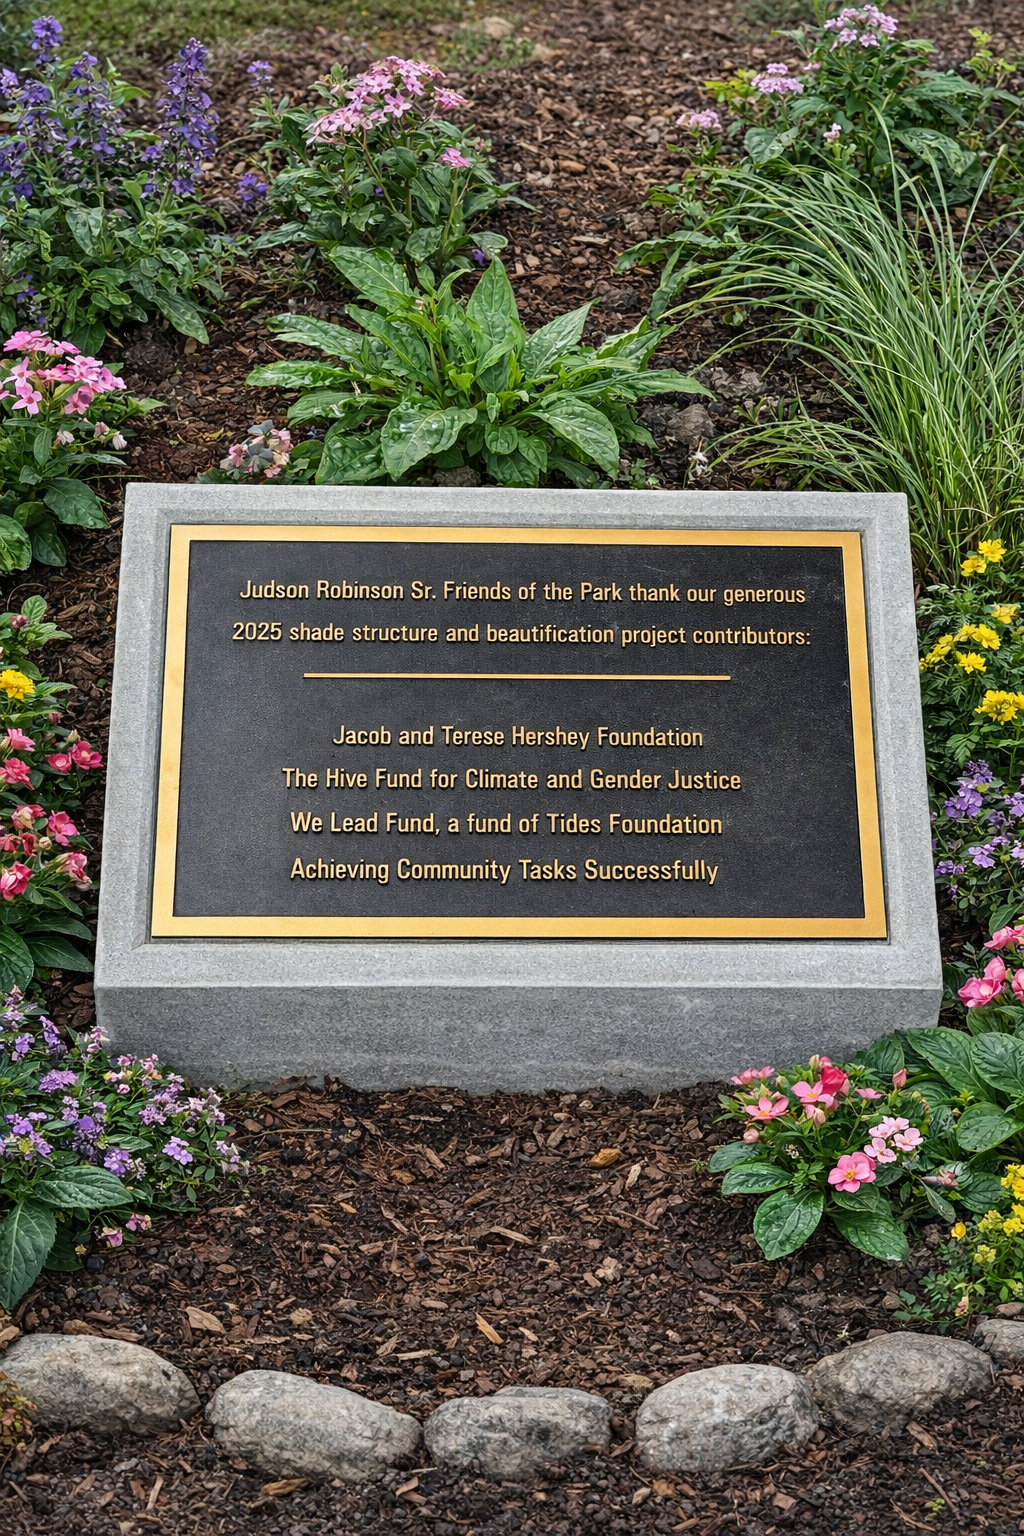 Judson Robinson Sr. Friends of the Park thank our generous
2025 shade structure and beautification project contributors:
Jacob and Terese Hershey Foundation
The Hive Fund for Climate and Gender Justice
We Lead Fund, a fund of Tides Foundation
Achieving Community Tasks Successfully